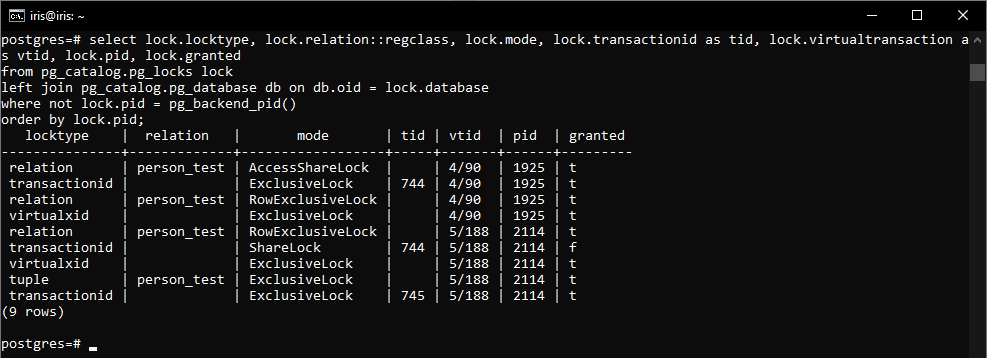 iris@iris: ~
postgres=# select lock.locktype, lock.relation::regclass, lock.mode, lock.transactionid as tid, lock.virtualtransaction a
s vtid, lock.pid, lock.granted
from pg_catalog.pg_locks lock
left join pg_catalog.pg_database db on db.oid = lock.database
where not lock.pid = pg_backend_pid()
order by lock.pid;
   locktype    |  relation   |       mode       | tid | vtid  | pid  | granted
---------------+-------------+------------------+-----+-------+------+---------
 relation      | person_test | AccessShareLock  |     | 4/90  | 1925 | t
 transactionid |             | ExclusiveLock    | 744 | 4/90  | 1925 | t
 relation      | person_test | RowExclusiveLock |     | 4/90  | 1925 | t
 virtualxid    |             | ExclusiveLock    |     | 4/90  | 1925 | t
 relation      | person_test | RowExclusiveLock |     | 5/188 | 2114 | t
 transactionid |             | ShareLock        | 744 | 5/188 | 2114 | f
 virtualxid    |             | ExclusiveLock    |     | 5/188 | 2114 | t
 tuple         | person_test | ExclusiveLock    |     | 5/188 | 2114 | t
 transactionid |             | ExclusiveLock    | 745 | 5/188 | 2114 | t
(9 rows)
postgres=#